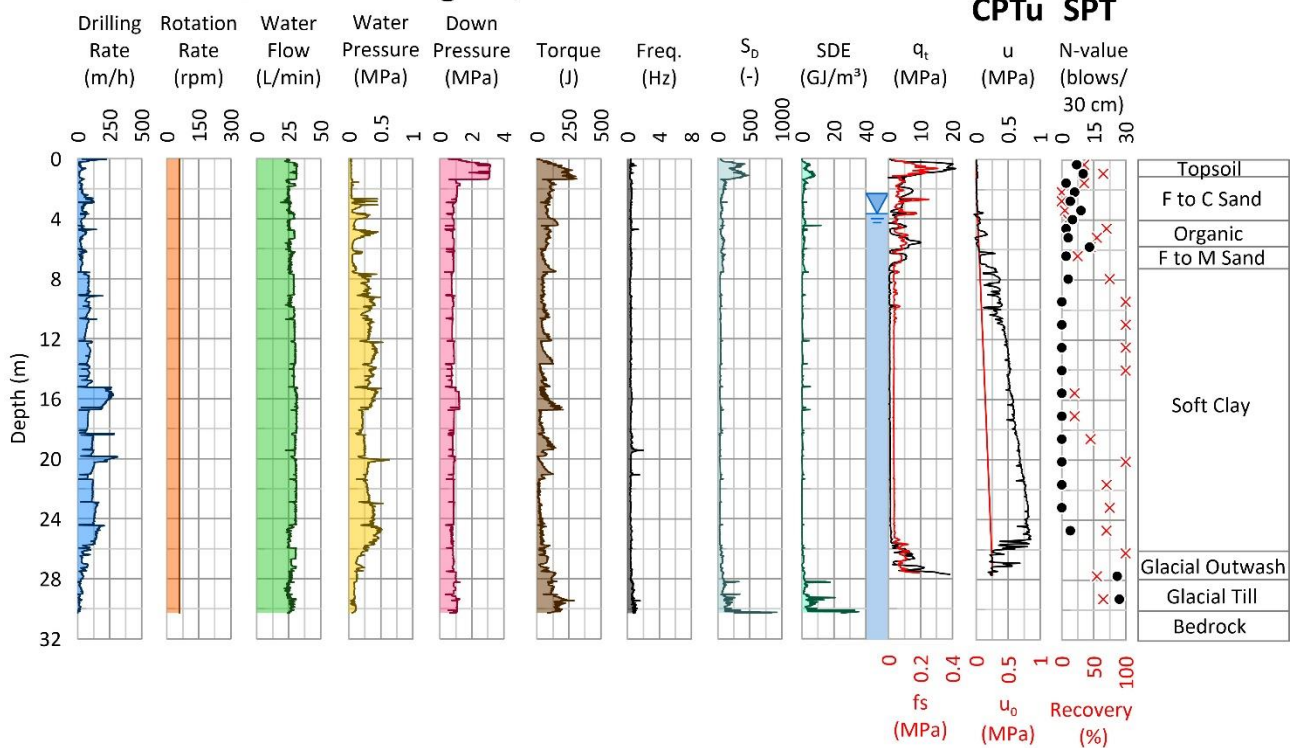 CPTu SPT
Drilling Rate (m/h)
Rotation Rate (rpm)
Water Flow (L/min)
Water Pressure (MPa)
Down Pressure (MPa)
Torque (J)
Freq. (Hz)
S_D (-)
SDE (GJ/m³)
q_t (MPa)
u (MPa)
N-value (blows/ 30 cm)
0 250 500
0 150 300
0 25 50
0 0.5 1
0 2 4
0 250 500
0 4 8
0 500 1000
0 20 40
0 10 20
0 0.5 1
0 15 30
Depth (m)
0
4
8
12
16
20
24
28
32
Topsoil
F to C Sand
Organic
F to M Sand
Soft Clay
Glacial Outwash
Glacial Till
Bedrock
0 0.2 0.4
0 0.5 1
0 50 100
fs (MPa)
u₀ (MPa)
Recovery (%)